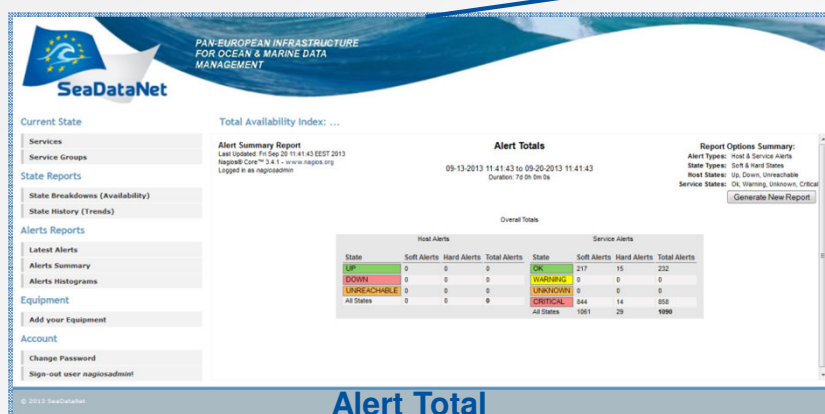 PAN-EUROPEAN INFRASTRUCTURE
FOR OCEAN & MARINE DATA
MANAGEMENT
SeaDataNet
Current State
Services
Service Groups
State Reports
State Breakdowns (Availability)
State History (Trends)
Alerts Reports
Latest Alerts
Alerts Summary
Alerts Histograms
Equipment
Add your Equipment
Account
Change Password
Sign-out user nagiosadmin!
Total Availability Index: ...
Alert Summary Report
Last Updated: Fri Sep 20 11:41:43 EEST 2013
Nagios® Core™ 3.4.1 - www.nagios.org
Logged in as nagiosadmin
Alert Totals
09-13-2013 11:41:43 to 09-20-2013 11:41:43
Duration: 7d 0h 0m 0s
Report Options Summary:
Alert Types: Host & Service Alerts
State Types: Soft & Hard States
Host States: Up, Down, Unreachable
Service States: Ok, Warning, Unknown, Critical
Generate New Report
Overall Totals
Host Alerts
State Soft Alerts Hard Alerts Total Alerts
UP 0 0 0
DOWN 0 0 0
UNREACHABLE 0 0 0
All States 0 0 0
Service Alerts
State Soft Alerts Hard Alerts Total Alerts
OK 217 15 232
WARNING 0 0 0
UNKNOWN 0 0 0
CRITICAL 844 14 858
All States 1061 29 1090
© 2013 SeaDataNet
Alert Total